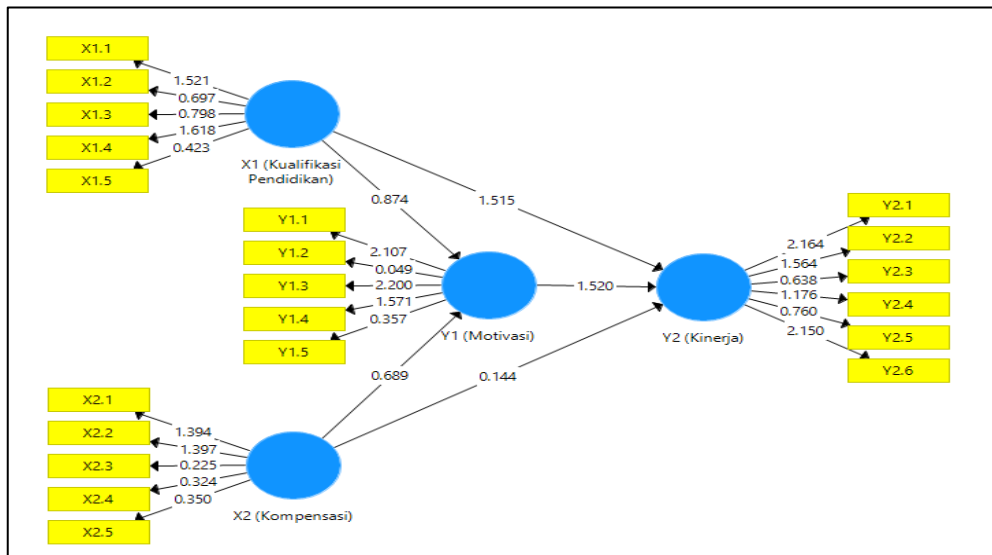 X1.1
X1.2
X1.3
X1.4
X1.5
1.521
0.697
0.798
1.618
0.423
X1 (Kualifikasi
Pendidikan)
0.874
1.515
Y1.1
Y1.2
Y1.3
Y1.4
Y1.5
2.107
0.049
2.200
1.571
0.357
Y1 (Motivasi)
1.520
Y2.1
Y2.2
Y2.3
Y2.4
Y2.5
Y2.6
2.164
1.564
0.638
1.176
0.760
2.150
Y2 (Kinerja)
0.689
0.144
X2.1
X2.2
X2.3
X2.4
X2.5
1.394
1.397
0.225
0.324
0.350
X2 (Kompensasi)